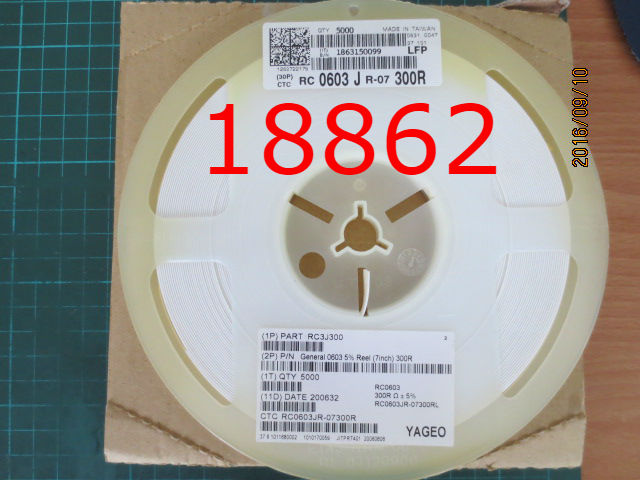 QTY 5000 MADE IN TAIWAN
(1T) 1863150099 LFP
(30P) CTC RC 0603 J R-07 300R
18862
2016/09/10
(1P) PART RC3J300 2
(2P) P/N General 0603 5% Reel (7inch) 300R
(1T) QTY 5000
RC0603
(11D) DATE 200632 300R Ω ± 5%
RC0603JR-07300RL
CTC RC0603JR-07300R
YAGEO